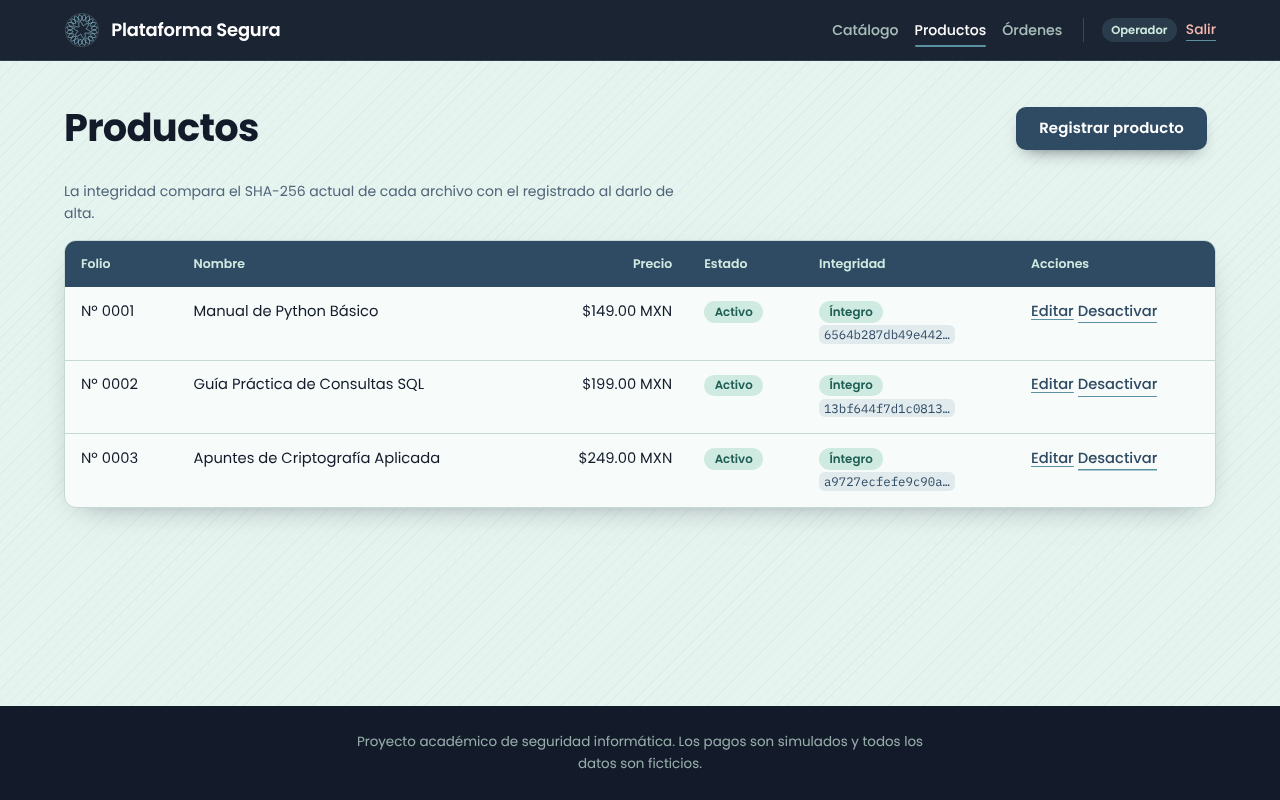 Plataforma Segura
Catálogo Productos Órdenes Operador Salir
Productos
Registrar producto
La integridad compara el SHA-256 actual de cada archivo con el registrado al darlo de
alta.
Folio Nombre Precio Estado Integridad Acciones
Nº 0001 Manual de Python Básico $149.00 MXN Activo Íntegro Editar Desactivar
6564b287db49e442…
Nº 0002 Guía Práctica de Consultas SQL $199.00 MXN Activo Íntegro Editar Desactivar
13bf644f7d1c0813…
Nº 0003 Apuntes de Criptografía Aplicada $249.00 MXN Activo Íntegro Editar Desactivar
a9727ecfefe9c90a…
Proyecto académico de seguridad informática. Los pagos son simulados y todos los
datos son ficticios.